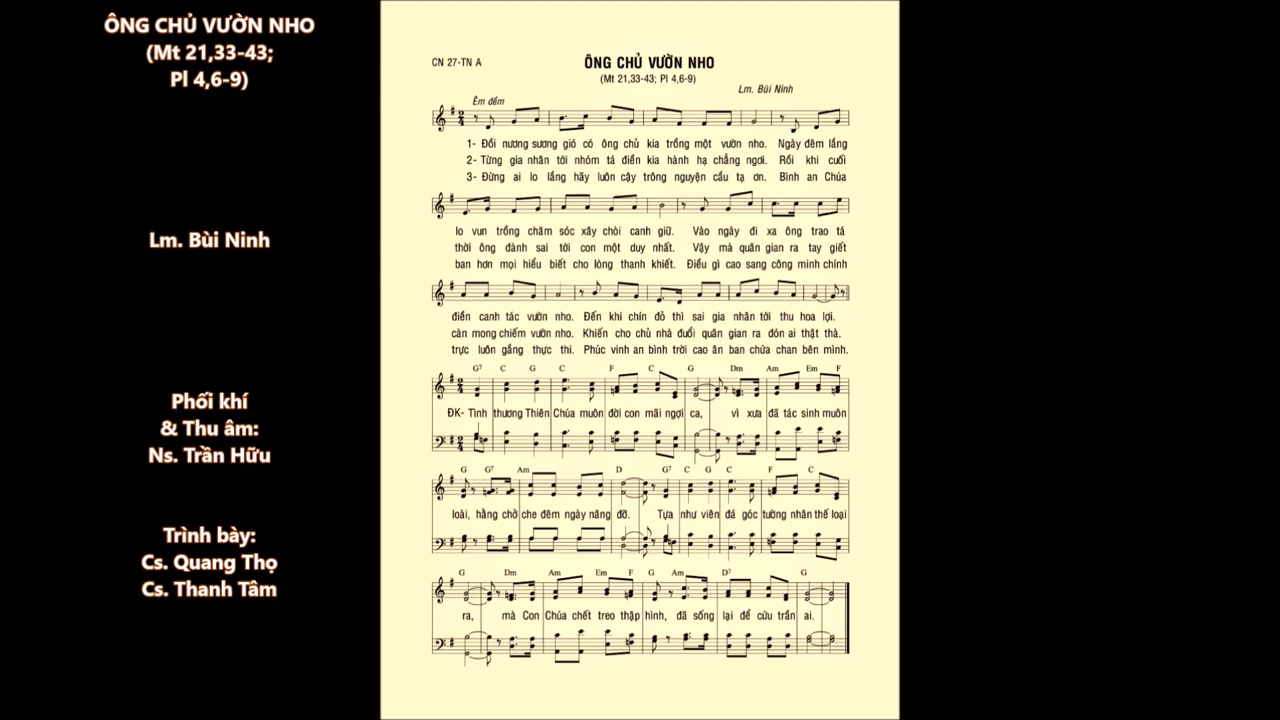 ÔNG CHỦ VƯỜN NHO
(Mt 21,33-43;
Pl 4,6-9)
Lm. Bùi Ninh
Phối khí
& Thu âm:
Ns. Trần Hữu
Trình bày:
Cs. Quang Thọ
Cs. Thanh Tâm
CN 27-TN A
ÔNG CHỦ VƯỜN NHO
(Mt 21,33-43; Pl 4,6-9)
Lm. Bùi Ninh
Êm đềm
1- Đồi nương sương gió có ông chủ kia trồng một vườn nho. Ngày đêm lắng
2- Từng gia nhân tới nhóm tá điền kia hành hạ chẳng ngơi. Rồi khi cuối
3- Đừng ai lo lắng hãy luôn cậy trông nguyện cầu tạ ơn. Bình an Chúa
lo vun trồng chăm sóc xây chòi canh giữ. Vào ngày đi xa ông trao tá
thời ông đành sai tới con một duy nhất. Vậy mà quân gian ra tay giết
ban hơn mọi hiểu biết cho lòng thanh khiết. Điều gì cao sang công minh chính
điền canh tác vườn nho. Đến khi chín đỏ thì sai gia nhân tới thu hoa lợi.
càn mong chiếm vườn nho. Khiến cho chủ nhà đuổi quân gian ra đón ai thật thà.
trực luôn gắng thực thi. Phúc vinh an bình trời cao ân ban chứa chan bên mình.
G7 C G C F C G Dm Am Em F
ĐK- Tình thương Thiên Chúa muôn đời con mãi ngợi ca, vì xưa đã tác sinh muôn
G G7 Am D G7 C G C F C
loài, hằng chở che đêm ngày nâng đỡ. Tựa như viên đá góc tường nhân thế loại
G Dm Am Em F G Am D7 G
ra, mà Con Chúa chết treo thập hình, đã sống lại để cứu trần ai.